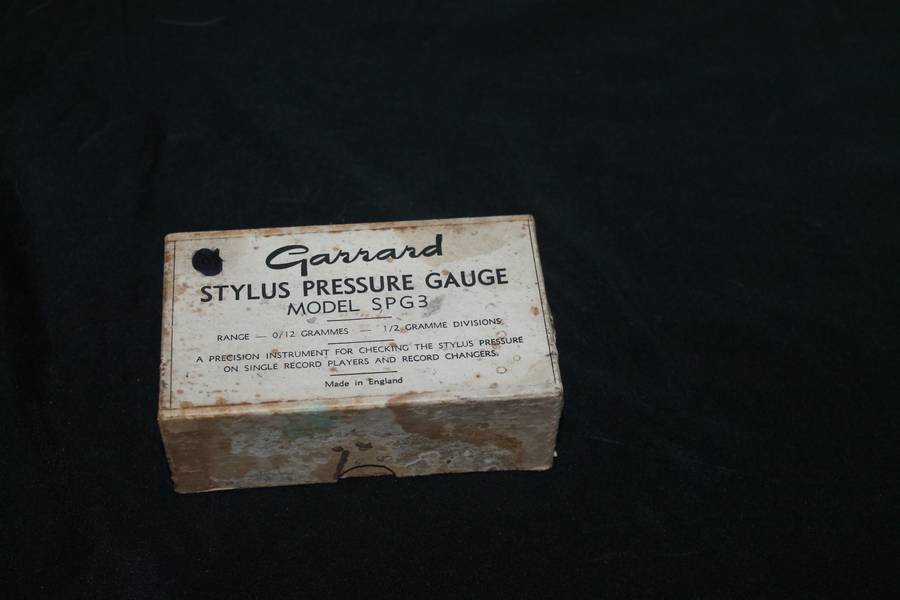 Garrard
STYLUS PRESSURE GAUGE
MODEL SPG3
RANGE — 0/12 GRAMMES — 1/2 GRAMME DIVISIONS
A PRECISION INSTRUMENT FOR CHECKING THE STYLUS PRESSURE
ON SINGLE RECORD PLAYERS AND RECORD CHANGERS.
Made in England